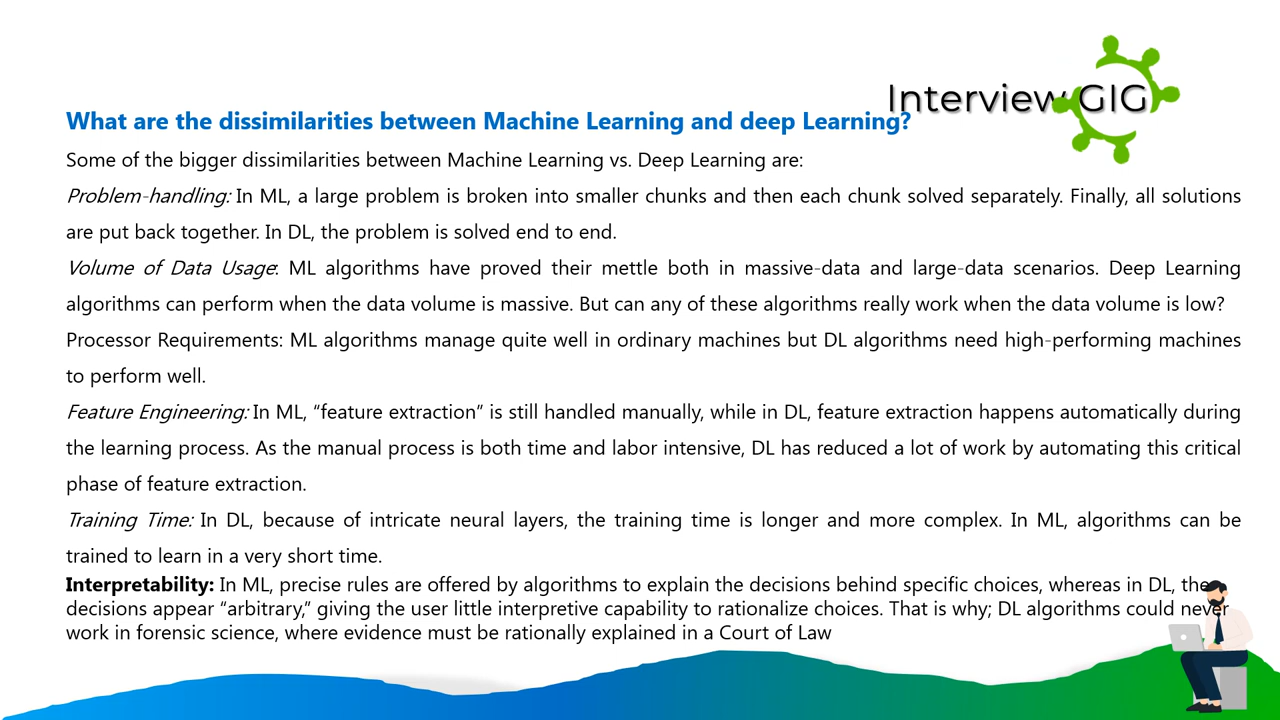 Interview GIG
What are the dissimilarities between Machine Learning and deep Learning?
Some of the bigger dissimilarities between Machine Learning vs. Deep Learning are:
Problem-handling: In ML, a large problem is broken into smaller chunks and then each chunk solved separately. Finally, all solutions
are put back together. In DL, the problem is solved end to end.
Volume of Data Usage: ML algorithms have proved their mettle both in massive-data and large-data scenarios. Deep Learning
algorithms can perform when the data volume is massive. But can any of these algorithms really work when the data volume is low?
Processor Requirements: ML algorithms manage quite well in ordinary machines but DL algorithms need high-performing machines
to perform well.
Feature Engineering: In ML, “feature extraction” is still handled manually, while in DL, feature extraction happens automatically during
the learning process. As the manual process is both time and labor intensive, DL has reduced a lot of work by automating this critical
phase of feature extraction.
Training Time: In DL, because of intricate neural layers, the training time is longer and more complex. In ML, algorithms can be
trained to learn in a very short time.
Interpretability: In ML, precise rules are offered by algorithms to explain the decisions behind specific choices, whereas in DL, the
decisions appear “arbitrary,” giving the user little interpretive capability to rationalize choices. That is why; DL algorithms could never
work in forensic science, where evidence must be rationally explained in a Court of Law